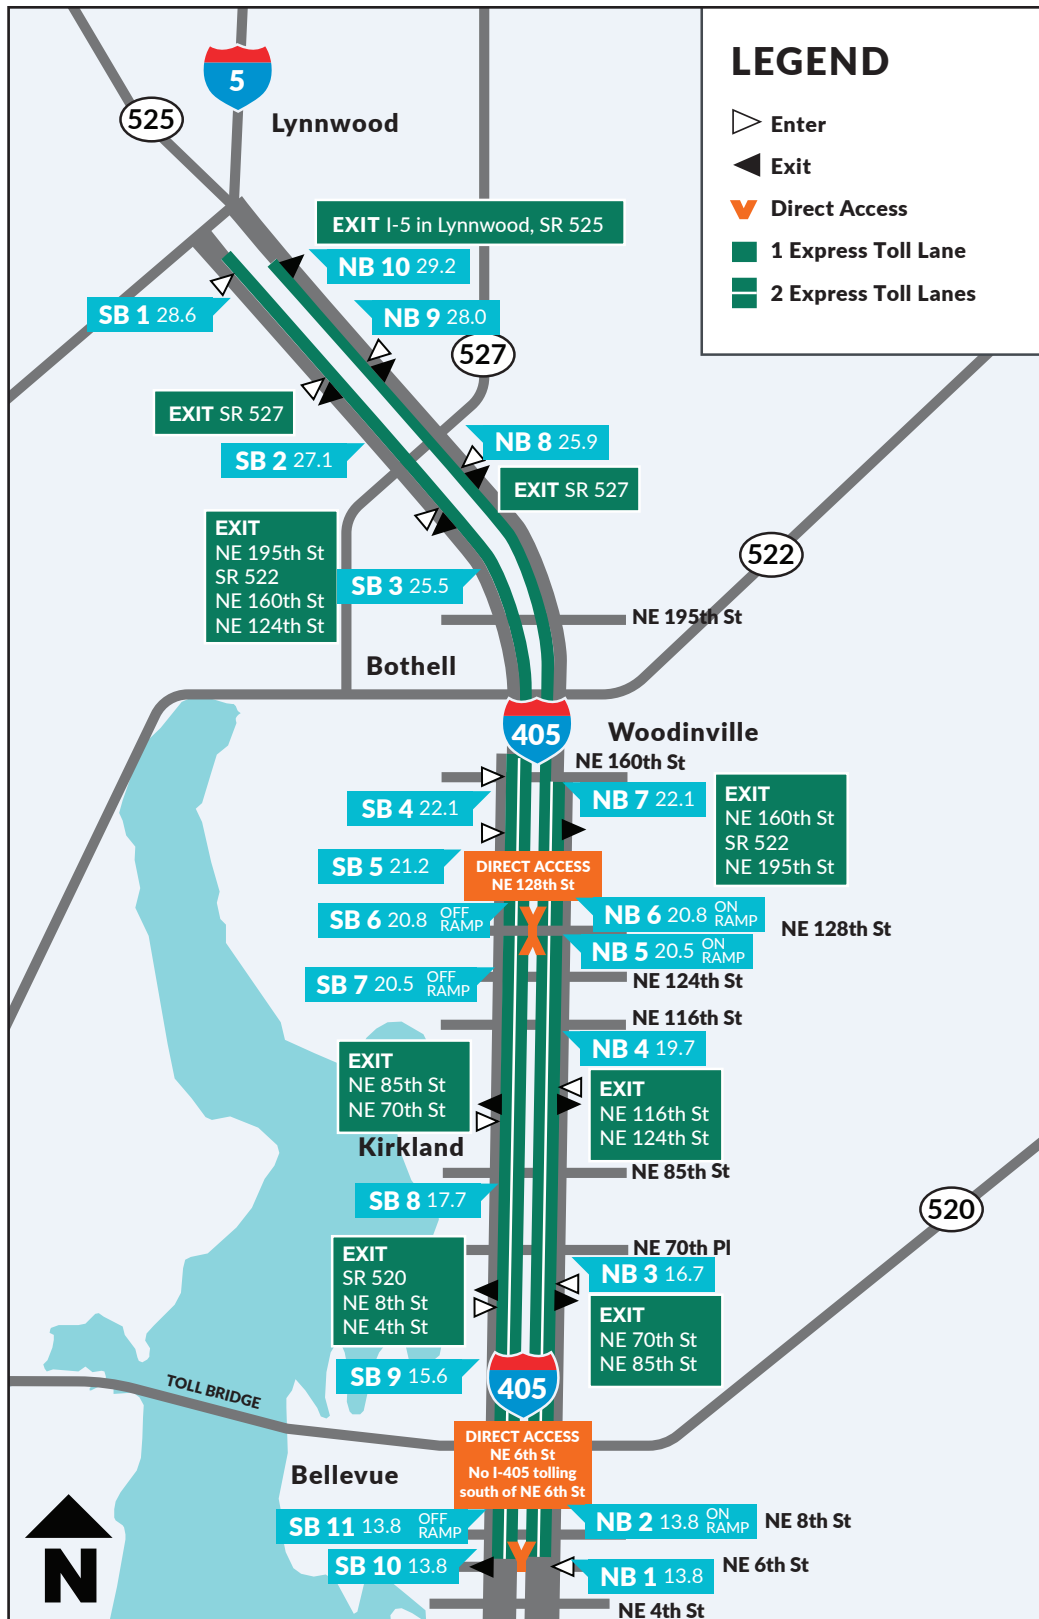 LEGEND
Enter
Exit
Direct Access
1 Express Toll Lane
2 Express Toll Lanes
5
525
Lynnwood
EXIT I-5 in Lynnwood, SR 525
NB 10 29.2
SB 1 28.6
NB 9 28.0
527
EXIT SR 527
SB 2 27.1
NB 8 25.9
EXIT SR 527
EXIT
NE 195th St
SR 522
NE 160th St
NE 124th St
522
SB 3 25.5
NE 195th St
Bothell
405
Woodinville
NE 160th St
SB 4 22.1
NB 7 22.1
EXIT
NE 160th St
SR 522
NE 195th St
SB 5 21.2
DIRECT ACCESS
NE 128th St
SB 6 20.8 OFF RAMP
NB 6 20.8 ON RAMP
NE 128th St
NB 5 20.5 ON RAMP
SB 7 20.5 OFF RAMP
NE 124th St
NE 116th St
NB 4 19.7
EXIT
NE 85th St
NE 70th St
EXIT
NE 116th St
NE 124th St
Kirkland
NE 85th St
SB 8 17.7
520
NE 70th Pl
EXIT
SR 520
NE 8th St
NE 4th St
NB 3 16.7
EXIT
NE 70th St
NE 85th St
SB 9 15.6
405
TOLL BRIDGE
DIRECT ACCESS
NE 6th St
No I-405 tolling
south of NE 6th St
Bellevue
SB 11 13.8 OFF RAMP
NB 2 13.8 ON RAMP
NE 8th St
SB 10 13.8
NB 1 13.8
NE 6th St
NE 4th St
N